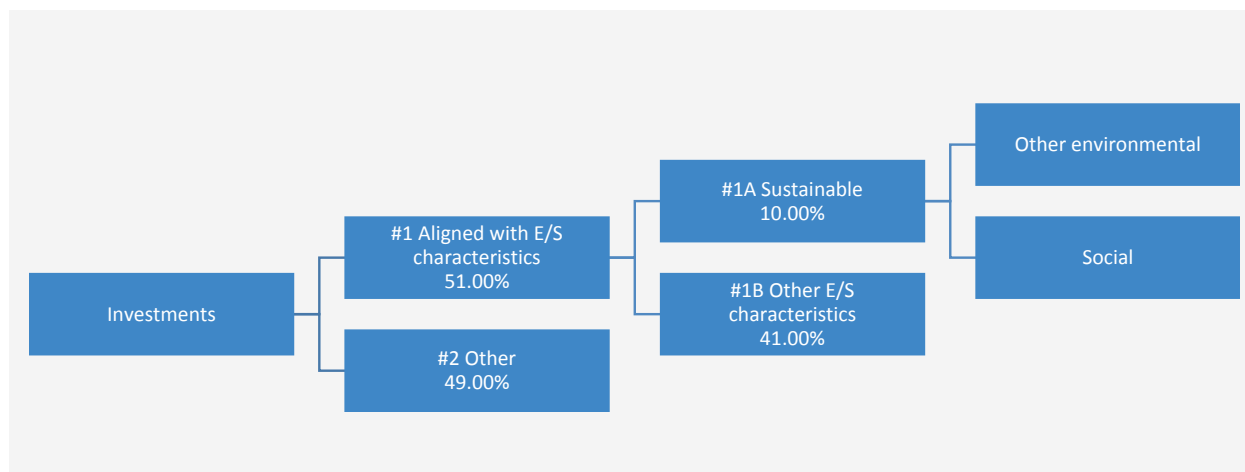 Investments
#1 Aligned with E/S
characteristics
51.00%
#2 Other
49.00%
#1A Sustainable
10.00%
#1B Other E/S
characteristics
41.00%
Other environmental
Social